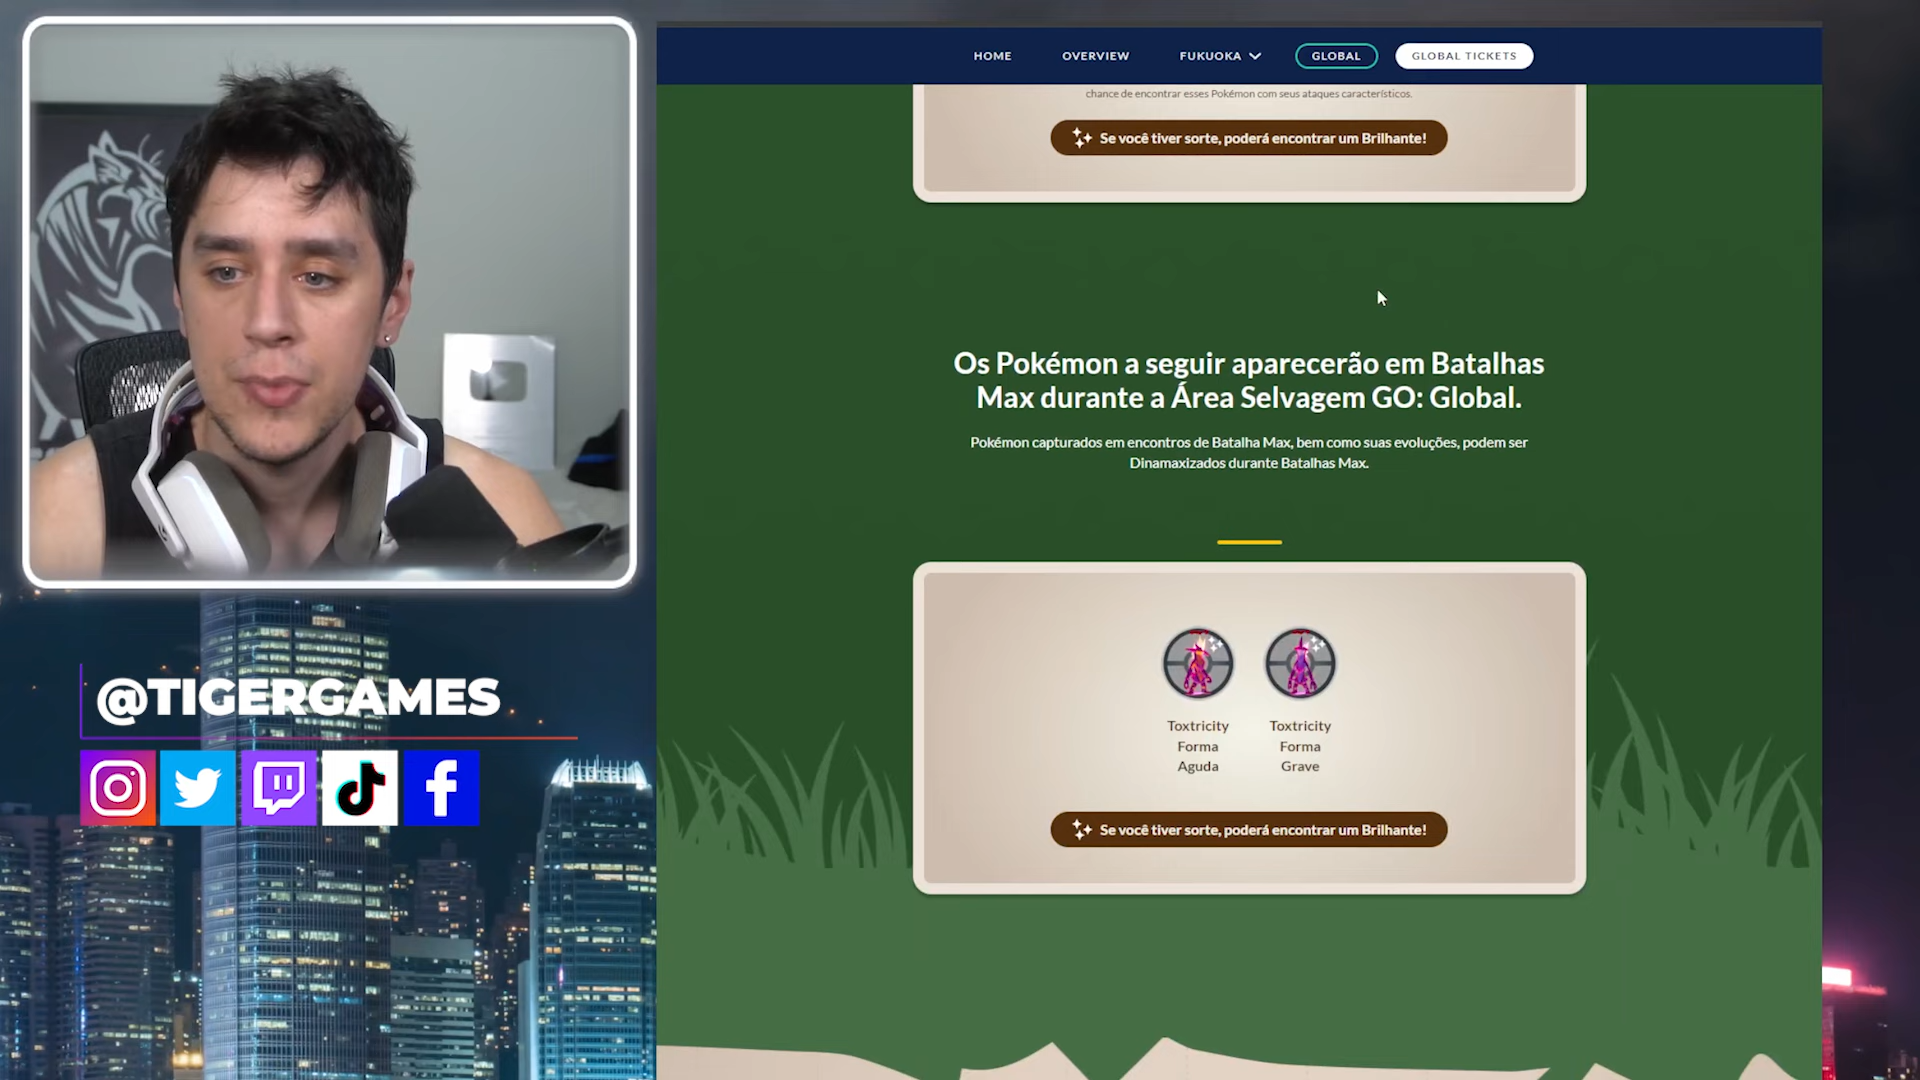 HOME OVERVIEW FUKUOKA GLOBAL GLOBAL TICKETS
chance de encontrar esses Pokémon com seus ataques característicos.
Se você tiver sorte, poderá encontrar um Brilhante!
Os Pokémon a seguir aparecerão em Batalhas
Max durante a Área Selvagem GO: Global.
Pokémon capturados em encontros de Batalha Max, bem como suas evoluções, podem ser
Dinamaxizados durante Batalhas Max.
Toxtricity
Forma
Aguda
Toxtricity
Forma
Grave
Se você tiver sorte, poderá encontrar um Brilhante!
@TIGERGAMES